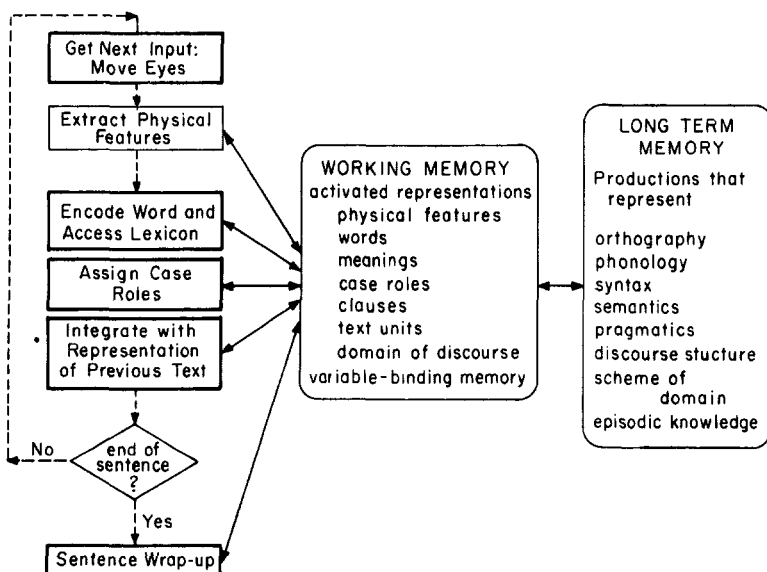 Get Next Input:
Move Eyes
Extract Physical
Features
Encode Word and
Access Lexicon
Assign Case
Roles
Integrate with
Representation
of Previous Text
No
end of
sentence
?
Yes
Sentence Wrap-up
WORKING MEMORY
activated representations
physical features
words
meanings
case roles
clauses
text units
domain of discourse
variable-binding memory
LONG TERM
MEMORY
Productions that
represent
orthography
phonology
syntax
semantics
pragmatics
discourse stucture
scheme of
domain
episodic knowledge